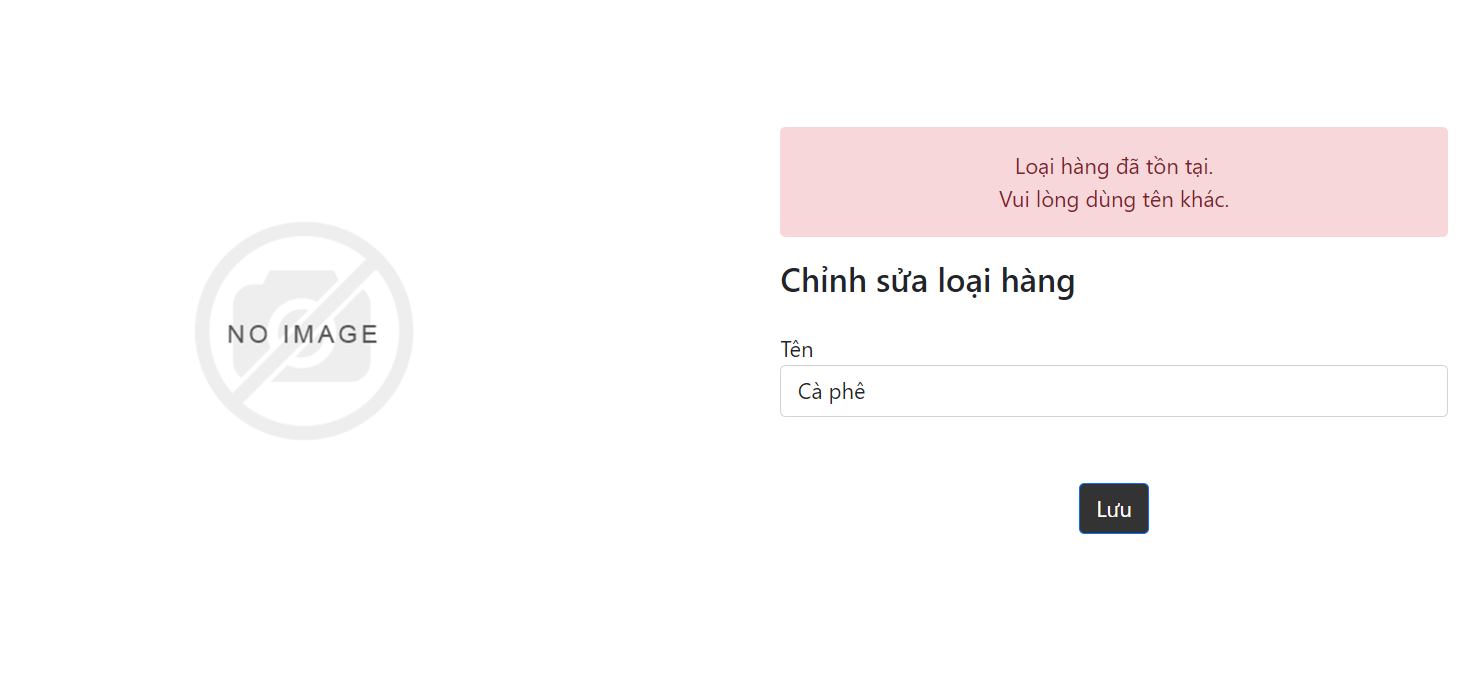 NO IMAGE
Loại hàng đã tồn tại.
Vui lòng dùng tên khác.
Chỉnh sửa loại hàng
Tên
Cà phê
Lưu